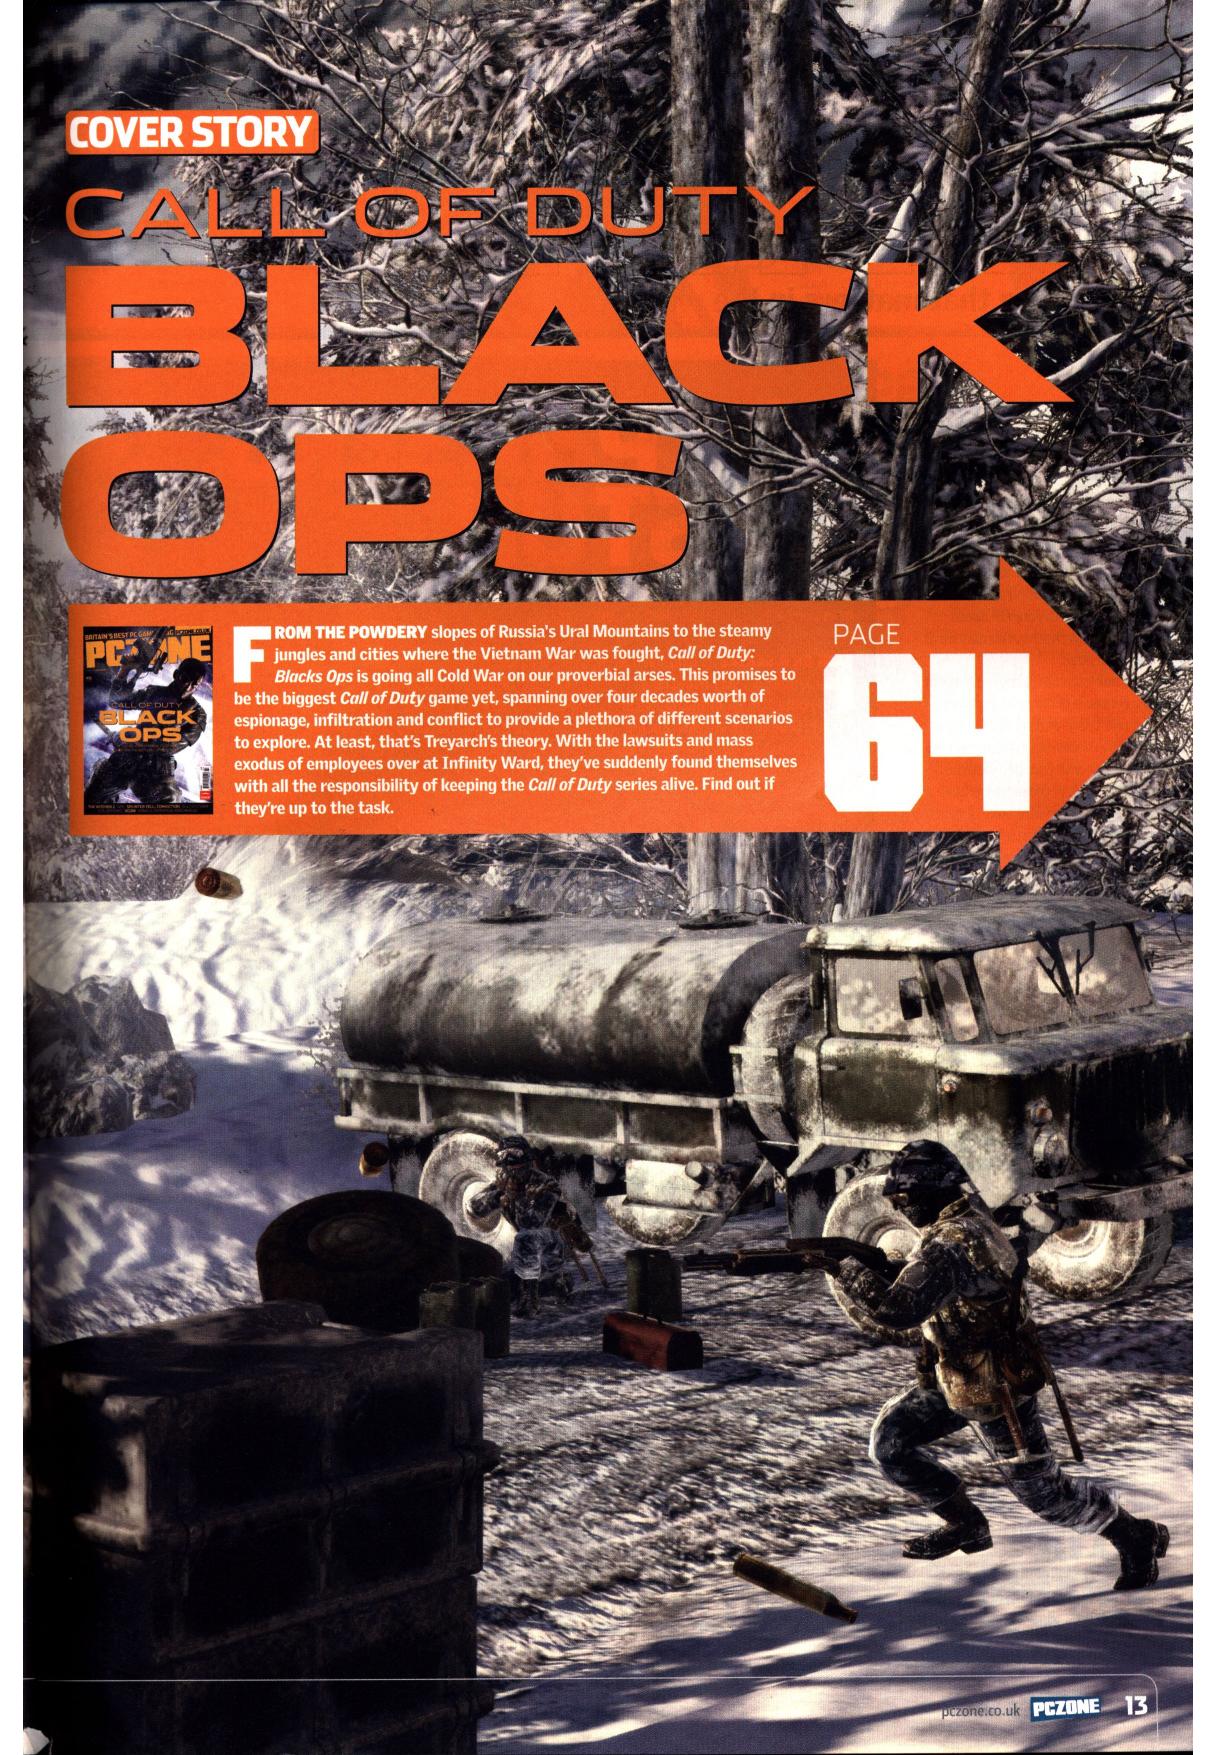 COVER STORY
CALL OF DUTY
BLACK
OPS
BRITAIN'S BEST PC GAM
PCZONE
CALL OF DUTY
BLACK
OPS
FROM THE POWDERY slopes of Russia's Ural Mountains to the steamy
jungles and cities where the Vietnam War was fought, Call of Duty:
Blacks Ops is going all Cold War on our proverbial arses. This promises to
be the biggest Call of Duty game yet, spanning over four decades worth of
espionage, infiltration and conflict to provide a plethora of different scenarios
to explore. At least, that's Treyarch's theory. With the lawsuits and mass
exodus of employees over at Infinity Ward, they've suddenly found themselves
with all the responsibility of keeping the Call of Duty series alive. Find out if
they're up to the task.
PAGE
64
pczone.co.uk PCZONE 13